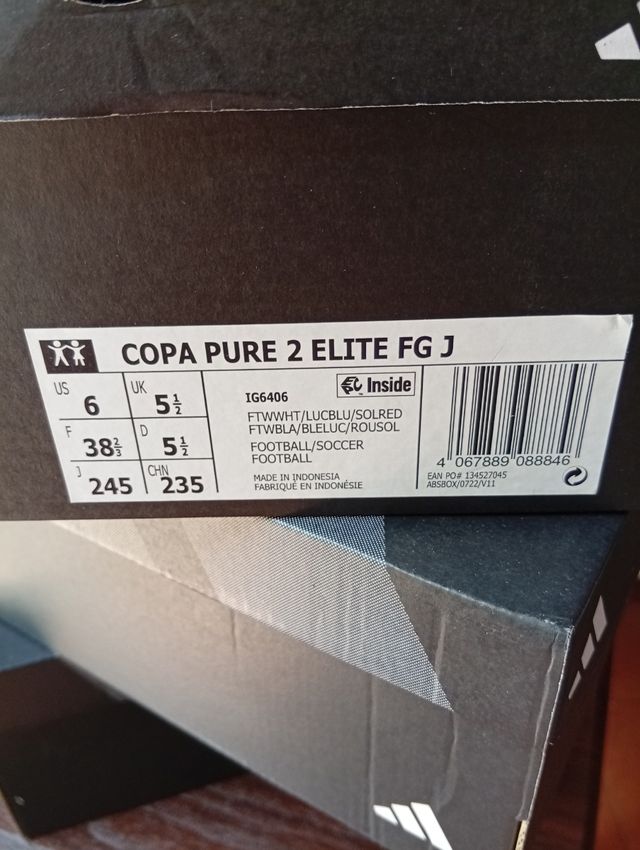 COPA PURE 2 ELITE FG J
US 6
UK 5½
F 38⅔
D 5½
J 245
CHN 235
Inside
IG6406
FTWWHT/LUCBLU/SOLRED
FTWBLA/BLELUC/ROUSOL
FOOTBALL/SOCCER
FOOTBALL
MADE IN INDONESIA
FABRIQUÉ EN INDONÉSIE
4 067889 088846
EAN PO# 134527045
ABSBOX/0722/V11